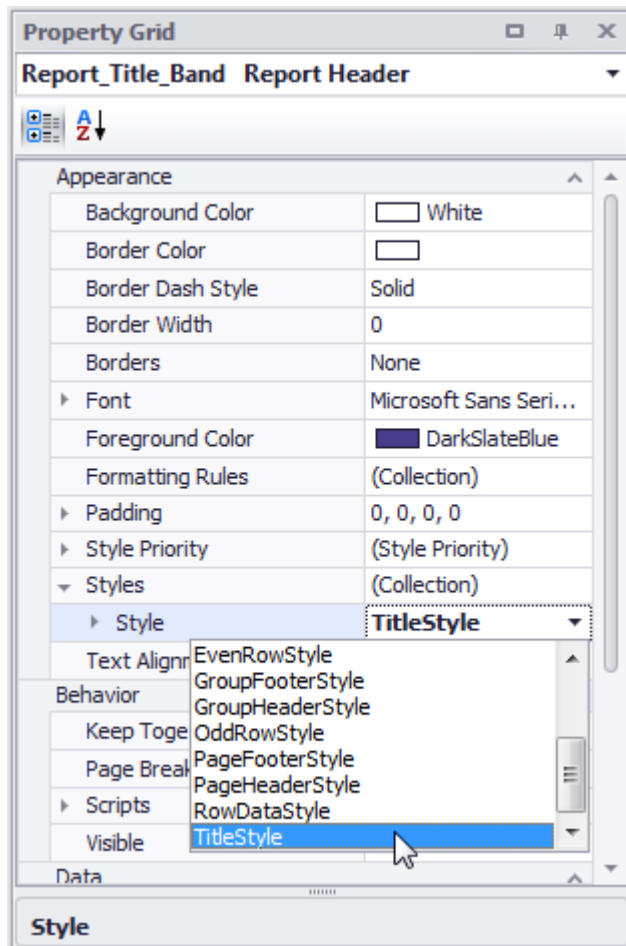 Property Grid
Report_Title_Band Report Header
A
Z
Appearance
Background Color White
Border Color
Border Dash Style Solid
Border Width 0
Borders None
Font Microsoft Sans Seri...
Foreground Color DarkSlateBlue
Formatting Rules (Collection)
Padding 0, 0, 0, 0
Style Priority (Style Priority)
Styles (Collection)
Style TitleStyle
Text Alignm
EvenRowStyle
GroupFooterStyle
Behavior
GroupHeaderStyle
Keep Toge
OddRowStyle
PageFooterStyle
Page Break
PageHeaderStyle
Scripts
RowDataStyle
Visible
TitleStyle
Data
Style